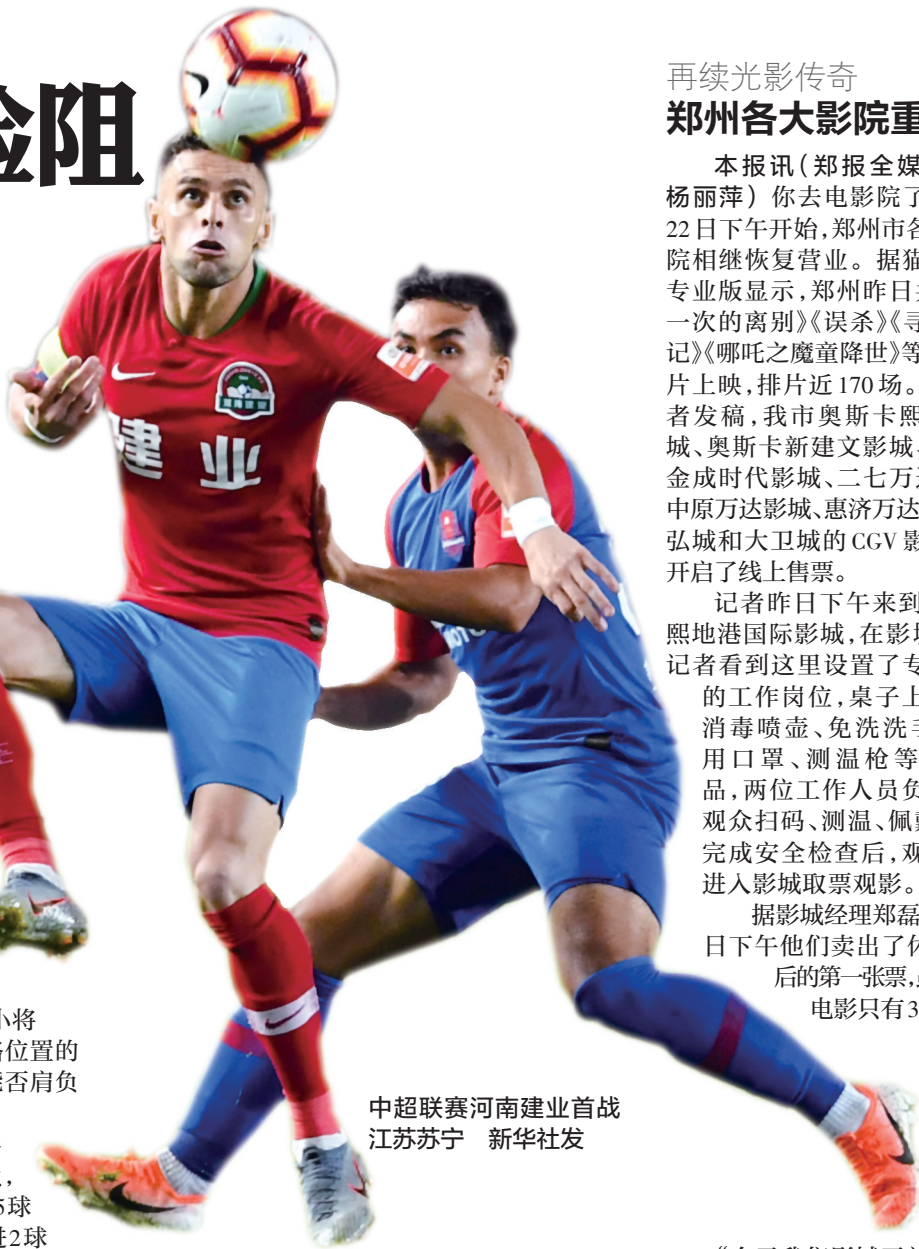 险阻
建业
小将
路位置的
能否肩负
5球
进2球
中超联赛河南建业首战
江苏苏宁 新华社发
再续光影传奇
郑州各大影院重
本报讯（郑报全媒
杨丽萍）你去电影院了
22日下午开始，郑州市各
院相继恢复营业。据猫
专业版显示，郑州昨日共
一次的离别》《误杀》《寻
记》《哪吒之魔童降世》等
片上映，排片近170场。
者发稿，我市奥斯卡熙
城、奥斯卡新建文影城、
金成时代影城、二七万达
中原万达影城、惠济万达
弘城和大卫城的CGV影
开启了线上售票。
记者昨日下午来到
熙地港国际影城，在影城
记者看到这里设置了专
的工作岗位，桌子上
消毒喷壶、免洗洗手
用口罩、测温枪等
品，两位工作人员负
观众扫码、测温、佩戴
完成安全检查后，观
进入影城取票观影。
据影城经理郑磊
日下午他们卖出了休
后的第一张票，
电影只有3